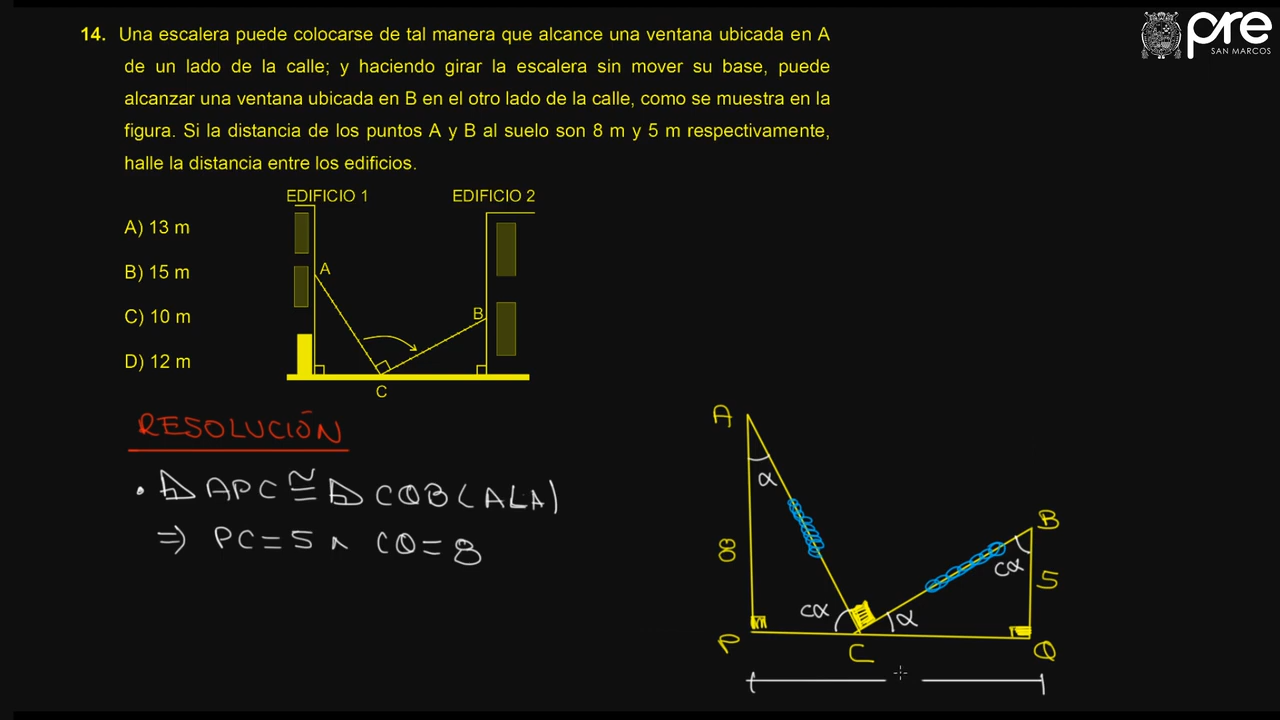 pre
SAN MARCOS
14. Una escalera puede colocarse de tal manera que alcance una ventana ubicada en A
de un lado de la calle; y haciendo girar la escalera sin mover su base, puede
alcanzar una ventana ubicada en B en el otro lado de la calle, como se muestra en la
figura. Si la distancia de los puntos A y B al suelo son 8 m y 5 m respectivamente,
halle la distancia entre los edificios.
EDIFICIO 1
EDIFICIO 2
A) 13 m
B) 15 m
C) 10 m
D) 12 m
A
B
C
RESOLUCIÓN
• ⊿ APC ≅ ⊿ CQB (ALA)
⇒ PC = 5 ∧ CQ = 8
A
α
8
B
cα
5
cα
α
P
C
Q